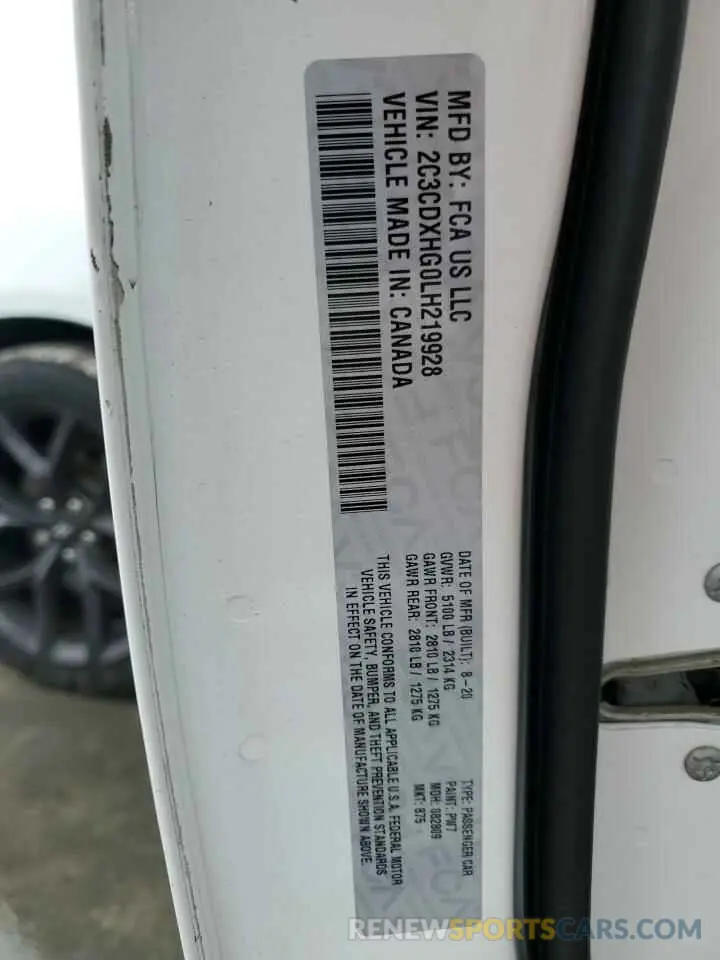 MFD BY: FCA US LLC
VIN: 2C3CDXHG0LH219928
VEHICLE MADE IN: CANADA
DATE OF MFR (BUILT): 8-20
GVWR: 5100 LB / 2314 KG
GAWR FRONT: 2810 LB / 1275 KG
GAWR REAR: 2810 LB / 1275 KG
THIS VEHICLE CONFORMS TO ALL APPLICABLE U.S.A. FEDERAL MOTOR
VEHICLE SAFETY, BUMPER, AND THEFT PREVENTION STANDARDS
IN EFFECT ON THE DATE OF MANUFACTURE SHOWN ABOVE.
TYPE: PASSENGER CAR
PAINT: PW7
MDH: 082809
MKT: 875
RENEWSPORTSCARS.COM